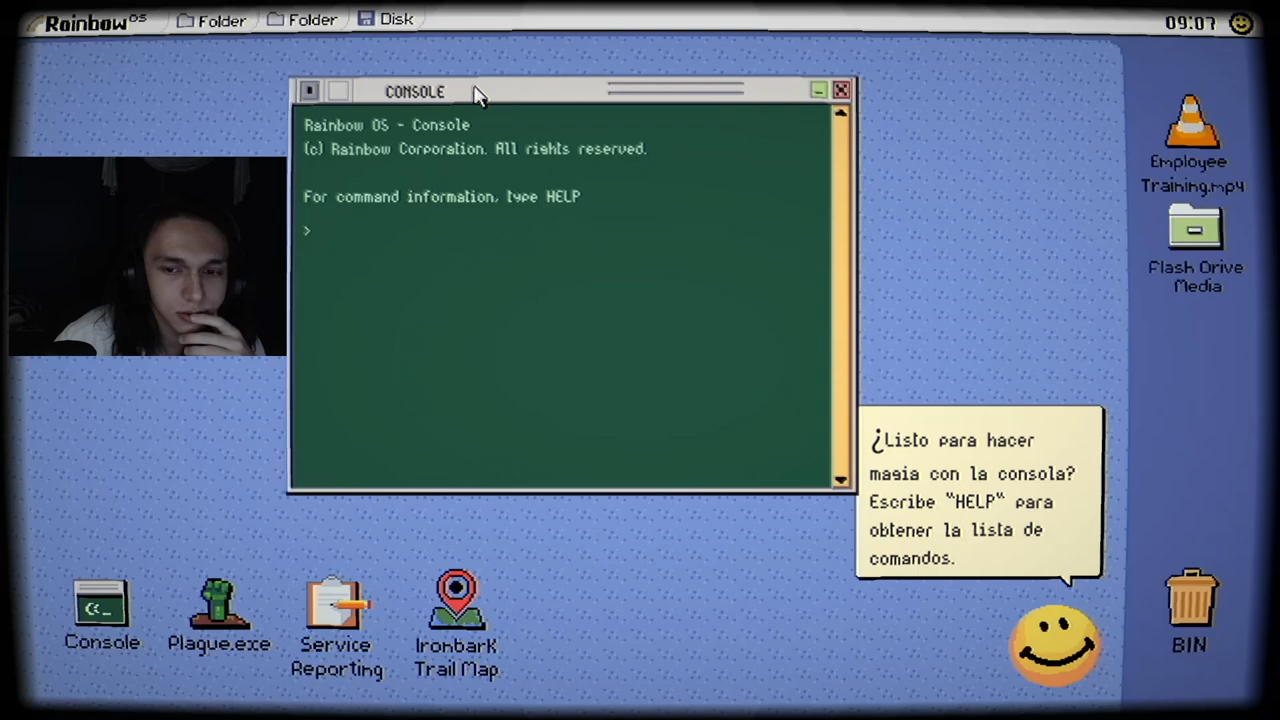 RainbowOS
Folder
Folder
Disk
09:07
CONSOLE
Rainbow OS - Console
(c) Rainbow Corporation. All rights reserved.
For command information, type HELP
>
Employee
Training.mp4
Flash Drive
Media
¿Listo para hacer
magia con la consola?
Escribe "HELP" para
obtener la lista de
comandos.
Console
Plague.exe
Service
Reporting
Ironbark
Trail Map
BIN